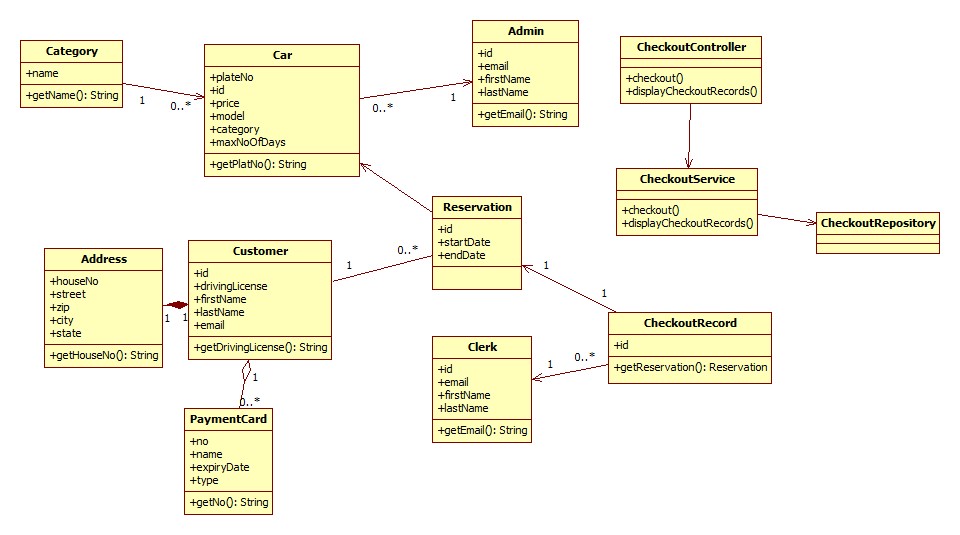 Category
+name
+getName(): String
1
0..*
Car
+plateNo
+id
+price
+model
+category
+maxNoOfDays
+getPlatNo(): String
0..*
1
Admin
+id
+email
+firstName
+lastName
+getEmail(): String
CheckoutController
+checkout()
+displayCheckoutRecords()
CheckoutService
+checkout()
+displayCheckoutRecords()
CheckoutRepository
Reservation
+id
+startDate
+endDate
0..*
1
Address
+houseNo
+street
+zip
+city
+state
+getHouseNo(): String
1
1
Customer
+id
+drivingLicense
+firstName
+lastName
+email
+getDrivingLicense(): String
1
0..*
PaymentCard
+no
+name
+expiryDate
+type
+getNo(): String
1
1
CheckoutRecord
+id
+getReservation(): Reservation
0..*
1
Clerk
+id
+email
+firstName
+lastName
+getEmail(): String